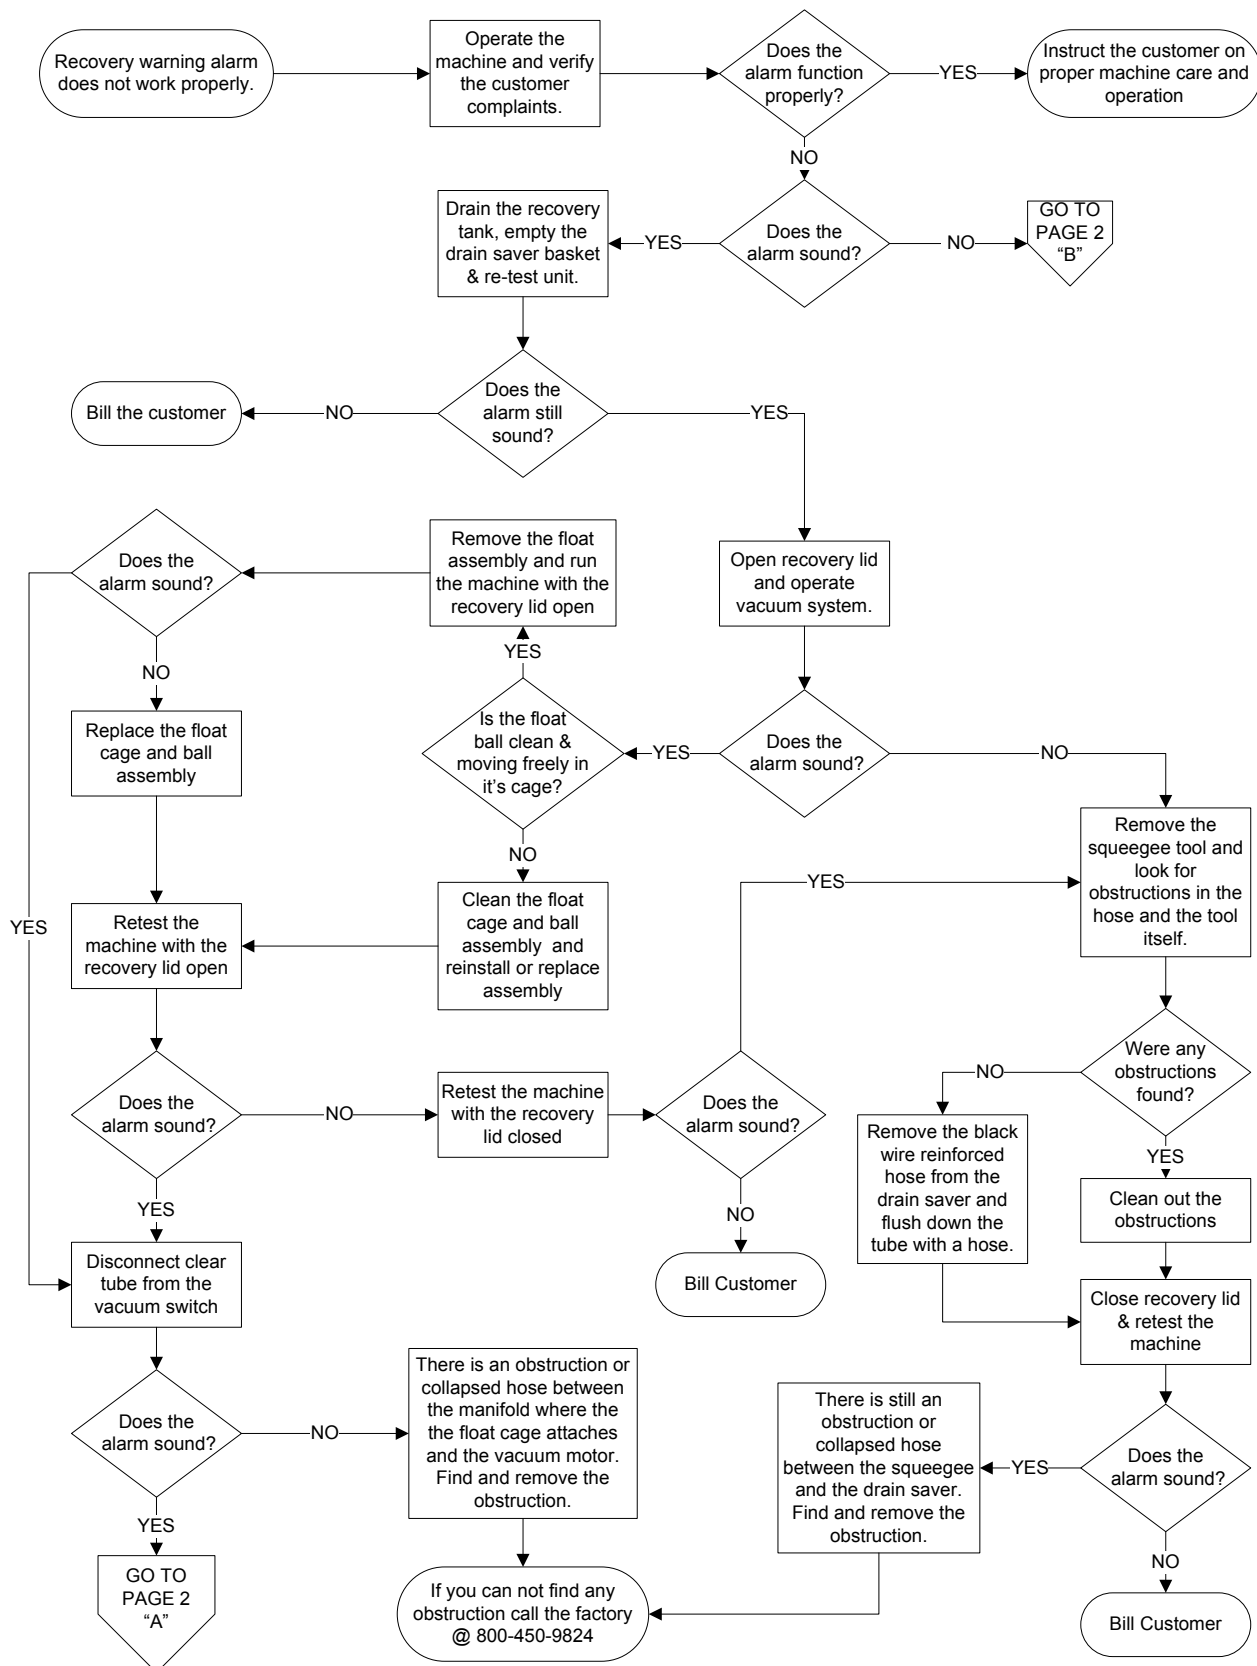 Recovery warning alarm
does not work properly.
Operate the
machine and verify
the customer
complaints.
Does the
alarm function
properly?
YES
Instruct the customer on
proper machine care and
operation
NO
Drain the recovery
tank, empty the
drain saver basket
& re-test unit.
YES
Does the
alarm sound?
NO
GO TO
PAGE 2
“B”
Bill the customer
NO
Does the
alarm still
sound?
YES
Does the
alarm sound?
Remove the float
assembly and run
the machine with the
recovery lid open
Open recovery lid
and operate
vacuum system.
YES
NO
Replace the float
cage and ball
assembly
Is the float
ball clean &
moving freely in
it’s cage?
YES
Does the
alarm sound?
NO
NO
Remove the
squeegee tool and
look for
obstructions in the
hose and the tool
itself.
YES
YES
Retest the
machine with the
recovery lid open
Clean the float
cage and ball
assembly and
reinstall or replace
assembly
Does the
alarm sound?
NO
Retest the machine
with the recovery
lid closed
Does the
alarm sound?
NO
Were any
obstructions
found?
Remove the black
wire reinforced
hose from the
drain saver and
flush down the
tube with a hose.
YES
Clean out the
obstructions
YES
NO
Disconnect clear
tube from the
vacuum switch
Bill Customer
Close recovery lid
& retest the
machine
Does the
alarm sound?
NO
There is an obstruction or
collapsed hose between
the manifold where the
the float cage attaches
and the vacuum motor.
Find and remove the
obstruction.
There is still an
obstruction or
collapsed hose
between the squeegee
and the drain saver.
Find and remove the
obstruction.
YES
Does the
alarm sound?
YES
NO
GO TO
PAGE 2
“A”
If you can not find any
obstruction call the factory
@ 800-450-9824
Bill Customer